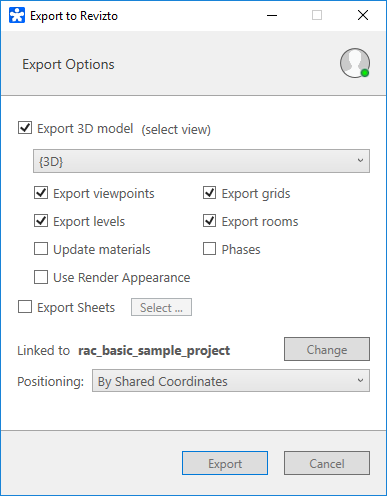 Export to Revizto
Export Options
Export 3D model (select view)
{3D}
Export viewpoints Export grids
Export levels Export rooms
Update materials Phases
Use Render Appearance
Export Sheets Select ...
Linked to rac_basic_sample_project Change
Positioning: By Shared Coordinates
Export Cancel